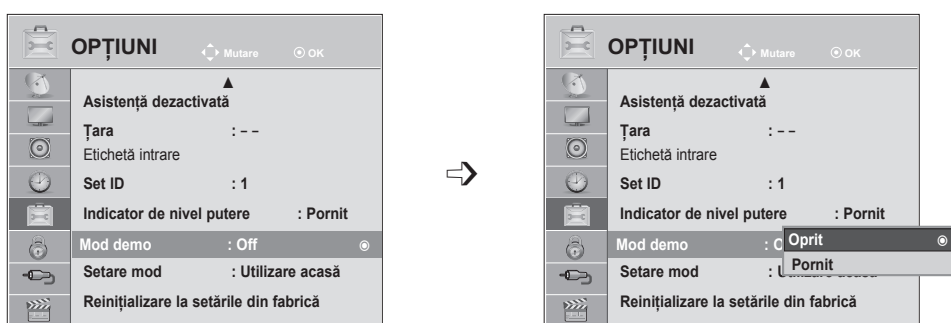 OPȚIUNI Mutare OK
Asistență dezactivată
Țara : – –
Etichetă intrare
Set ID : 1
Indicator de nivel putere : Pornit
Mod demo : Off
Setare mod : Utilizare acasă
Reinițializare la setările din fabrică
OPȚIUNI Mutare OK
Asistență dezactivată
Țara : – –
Etichetă intrare
Set ID : 1
Indicator de nivel putere : Pornit
Mod demo : O Oprit
Pornit
Setare mod : Utilizare acasă
Reinițializare la setările din fabrică